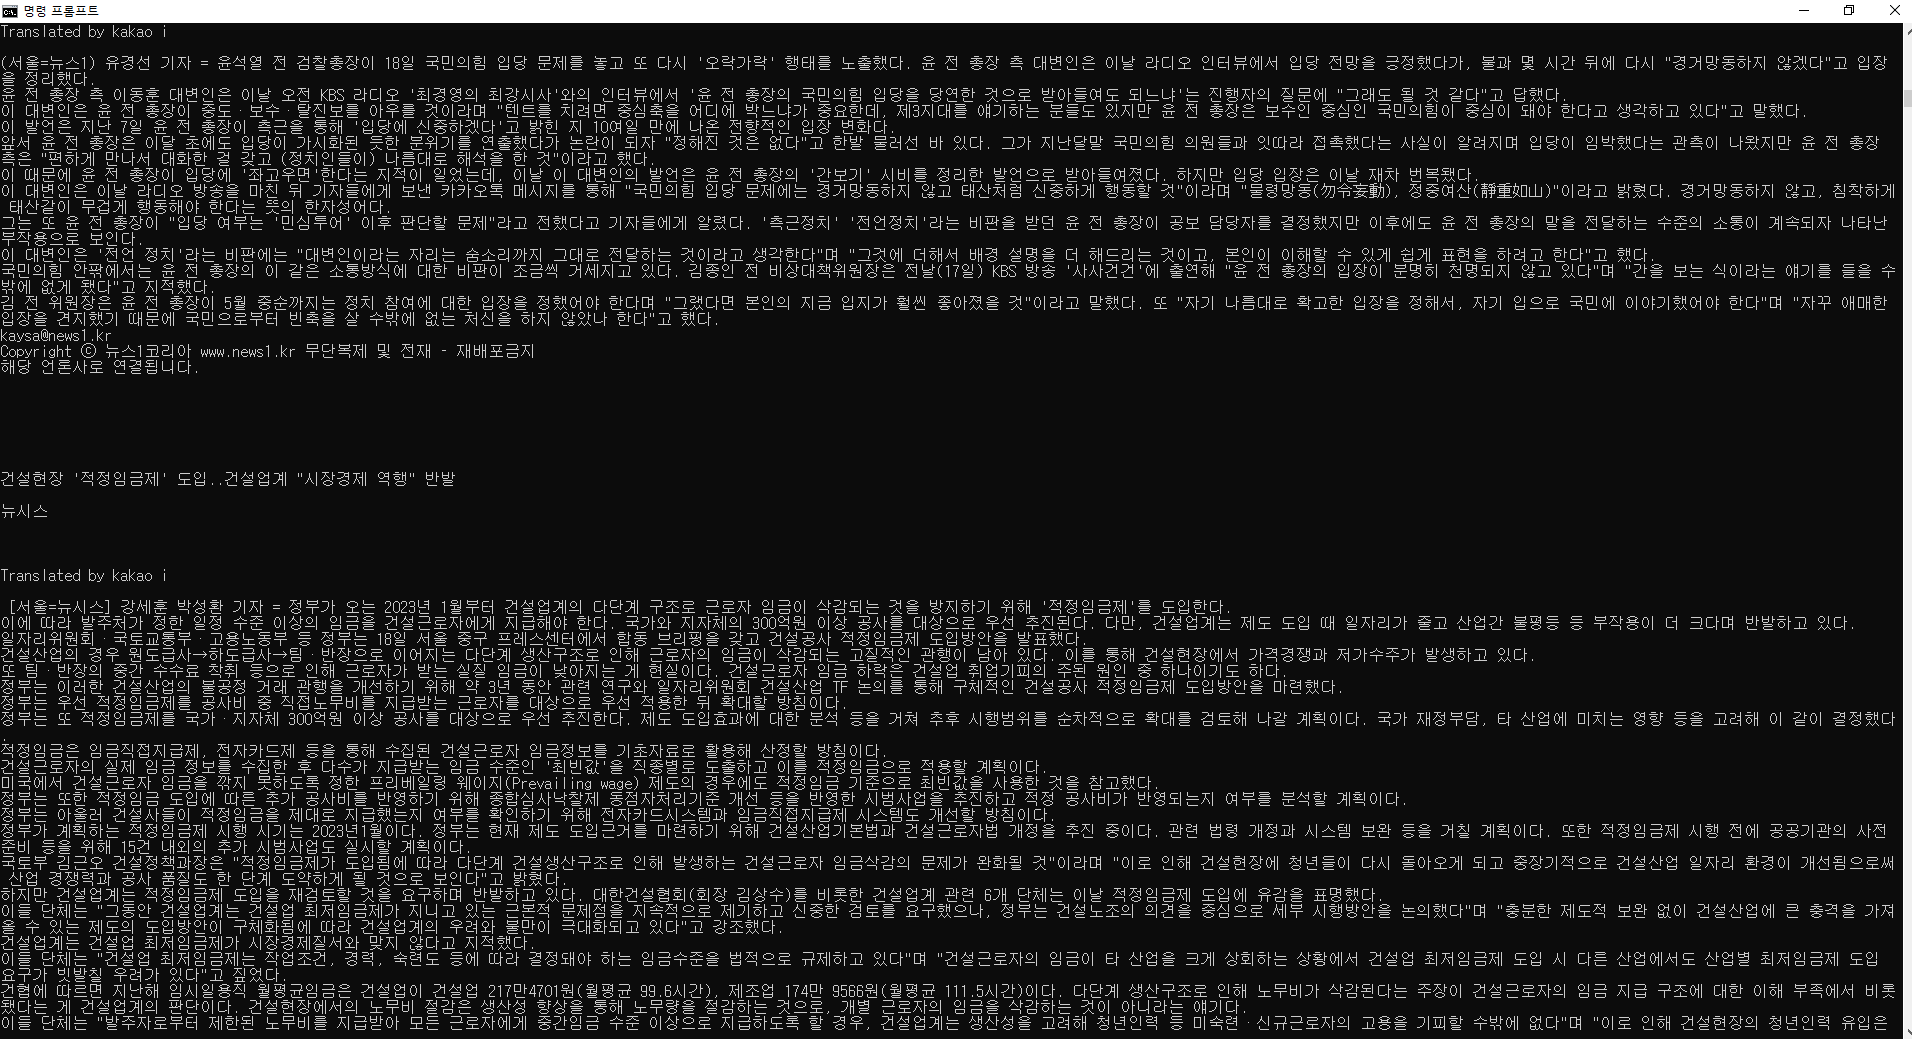 명령 프롬프트
Translated by kakao i
(서울=뉴스1) 유경선 기자 = 윤석열 전 검찰총장이 18일 국민의힘 입당 문제를 놓고 또 다시 '오락가락' 행태를 노출했다. 윤 전 총장 측 대변인은 이날 라디오 인터뷰에서 입당 전망을 긍정했다가, 불과 몇 시간 뒤에 다시 "경거망동하지 않겠다"고 입장
을 정리했다.
윤 전 총장 측 이동훈 대변인은 이날 오전 KBS 라디오 '최경영의 최강시사'와의 인터뷰에서 '윤 전 총장의 국민의힘 입당을 당연한 것으로 받아들여도 되느냐'는 진행자의 질문에 "그래도 될 것 같다"고 답했다.
이 대변인은 윤 전 총장이 중도·보수·탈진보를 아우를 것이라며 "텐트를 치려면 중심축을 어디에 박느냐가 중요한데, 제3지대를 얘기하는 분들도 있지만 윤 전 총장은 보수인 중심인 국민의힘이 중심이 돼야 한다고 생각하고 있다"고 말했다.
이 발언은 지난 7일 윤 전 총장이 측근을 통해 '입당에 신중하겠다'고 밝힌 지 10여일 만에 나온 전향적인 입장 변화다.
앞서 윤 전 총장은 이달 초에도 입당이 가시화된 듯한 분위기를 연출했다가 논란이 되자 "정해진 것은 없다"고 한발 물러선 바 있다. 그가 지난달말 국민의힘 의원들과 잇따라 접촉했다는 사실이 알려지며 입당이 임박했다는 관측이 나왔지만 윤 전 총장
측은 "편하게 만나서 대화한 걸 갖고 (정치인들이) 나름대로 해석을 한 것"이라고 했다.
이 때문에 윤 전 총장이 입당에 '좌고우면'한다는 지적이 일었는데, 이날 이 대변인의 발언은 윤 전 총장의 '간보기' 시비를 정리한 발언으로 받아들여졌다. 하지만 입당 입장은 이날 재차 번복됐다.
이 대변인은 이날 라디오 방송을 마친 뒤 기자들에게 보낸 카카오톡 메시지를 통해 "국민의힘 입당 문제에는 경거망동하지 않고 태산처럼 신중하게 행동할 것"이라며 "물령망동(勿令妄動), 정중여산(靜重如山)"이라고 밝혔다. 경거망동하지 않고, 침착하게
태산같이 무겁게 행동해야 한다는 뜻의 한자성어다.
그는 또 윤 전 총장이 "입당 여부는 '민심투어' 이후 판단할 문제"라고 전했다고 기자들에게 알렸다. '측근정치' '전언정치'라는 비판을 받던 윤 전 총장이 공보 담당자를 결정했지만 이후에도 윤 전 총장의 말을 전달하는 수준의 소통이 계속되자 나타난
부작용으로 보인다.
이 대변인은 '전언 정치'라는 비판에는 "대변인이라는 자리는 숨소리까지 그대로 전달하는 것이라고 생각한다"며 "그것에 더해서 배경 설명을 더 해드리는 것이고, 본인이 이해할 수 있게 쉽게 표현을 하려고 한다"고 했다.
국민의힘 안팎에서는 윤 전 총장의 이 같은 소통방식에 대한 비판이 조금씩 거세지고 있다. 김종인 전 비상대책위원장은 전날(17일) KBS 방송 '사사건건'에 출연해 "윤 전 총장의 입장이 분명히 천명되지 않고 있다"며 "간을 보는 식이라는 얘기를 들을 수
밖에 없게 됐다"고 지적했다.
김 전 위원장은 윤 전 총장이 5월 중순까지는 정치 참여에 대한 입장을 정했어야 한다며 "그랬다면 본인의 지금 입지가 훨씬 좋아졌을 것"이라고 말했다. 또 "자기 나름대로 확고한 입장을 정해서, 자기 입으로 국민에 이야기했어야 한다"며 "자꾸 애매한
입장을 견지했기 때문에 국민으로부터 빈축을 살 수밖에 없는 처신을 하지 않았나 한다"고 했다.
kaysa@news1.kr
Copyright ⓒ 뉴스1코리아 www.news1.kr 무단복제 및 전재 - 재배포금지
해당 언론사로 연결됩니다.
건설현장 '적정임금제' 도입..건설업계 "시장경제 역행" 반발
뉴시스
Translated by kakao i
[서울=뉴시스] 강세훈 박성환 기자 = 정부가 오는 2023년 1월부터 건설업계의 다단계 구조로 근로자 임금이 삭감되는 것을 방지하기 위해 '적정임금제'를 도입한다.
이에 따라 발주처가 정한 일정 수준 이상의 임금을 건설근로자에게 지급해야 한다. 국가와 지자체의 300억원 이상 공사를 대상으로 우선 추진된다. 다만, 건설업계는 제도 도입 때 일자리가 줄고 산업간 불평등 등 부작용이 더 크다며 반발하고 있다.
일자리위원회·국토교통부·고용노동부 등 정부는 18일 서울 중구 프레스센터에서 합동 브리핑을 갖고 건설공사 적정임금제 도입방안을 발표했다.
건설산업의 경우 원도급사→하도급사→팀·반장으로 이어지는 다단계 생산구조로 인해 근로자의 임금이 삭감되는 고질적인 관행이 남아 있다. 이를 통해 건설현장에서 가격경쟁과 저가수주가 발생하고 있다.
또 팀·반장의 중간 수수료 착취 등으로 인해 근로자가 받는 실질 임금이 낮아지는 게 현실이다. 건설근로자 임금 하락은 건설업 취업기피의 주된 원인 중 하나이기도 하다.
정부는 이러한 건설산업의 불공정 거래 관행을 개선하기 위해 약 3년 동안 관련 연구와 일자리위원회 건설산업 TF 논의를 통해 구체적인 건설공사 적정임금제 도입방안을 마련했다.
정부는 우선 적정임금제를 공사비 중 직접노무비를 지급받는 근로자를 대상으로 우선 적용한 뒤 확대할 방침이다.
정부는 또 적정임금제를 국가·지자체 300억원 이상 공사를 대상으로 우선 추진한다. 제도 도입효과에 대한 분석 등을 거쳐 추후 시행범위를 순차적으로 확대를 검토해 나갈 계획이다. 국가 재정부담, 타 산업에 미치는 영향 등을 고려해 이 같이 결정했다
.
적정임금은 임금직접지급제, 전자카드제 등을 통해 수집된 건설근로자 임금정보를 기초자료로 활용해 산정할 방침이다.
건설근로자의 실제 임금 정보를 수집한 후 다수가 지급받는 임금 수준인 '최빈값'을 직종별로 도출하고 이를 적정임금으로 적용할 계획이다.
미국에서 건설근로자 임금을 깎지 못하도록 정한 프리베일링 웨이지(Prevailing wage) 제도의 경우에도 적정임금 기준으로 최빈값을 사용한 것을 참고했다.
정부는 또한 적정임금 도입에 따른 추가 공사비를 반영하기 위해 종합심사낙찰제 동점자처리기준 개선 등을 반영한 시범사업을 추진하고 적정 공사비가 반영되는지 여부를 분석할 계획이다.
정부는 아울러 건설사들이 적정임금을 제대로 지급했는지 여부를 확인하기 위해 전자카드시스템과 임금직접지급제 시스템도 개선할 방침이다.
정부가 계획하는 적정임금제 시행 시기는 2023년1월이다. 정부는 현재 제도 도입근거를 마련하기 위해 건설산업기본법과 건설근로자법 개정을 추진 중이다. 관련 법령 개정과 시스템 보완 등을 거칠 계획이다. 또한 적정임금제 시행 전에 공공기관의 사전
준비 등을 위해 15건 내외의 추가 시범사업도 실시할 계획이다.
국토부 김근오 건설정책과장은 "적정임금제가 도입됨에 따라 다단계 건설생산구조로 인해 발생하는 건설근로자 임금삭감의 문제가 완화될 것"이라며 "이로 인해 건설현장에 청년들이 다시 돌아오게 되고 중장기적으로 건설산업 일자리 환경이 개선됨으로써
산업 경쟁력과 공사 품질도 한 단계 도약하게 될 것으로 보인다"고 밝혔다.
하지만 건설업계는 적정임금제 도입을 재검토할 것을 요구하며 반발하고 있다. 대한건설협회(회장 김상수)를 비롯한 건설업계 관련 6개 단체는 이날 적정임금제 도입에 유감을 표명했다.
이들 단체는 "그동안 건설업계는 건설업 최저임금제가 지니고 있는 근본적 문제점을 지속적으로 제기하고 신중한 검토를 요구했으나, 정부는 건설노조의 의견을 중심으로 세부 시행방안을 논의했다"며 "충분한 제도적 보완 없이 건설산업에 큰 충격을 가져
올 수 있는 제도의 도입방안이 구체화됨에 따라 건설업계의 우려와 불만이 극대화되고 있다"고 강조했다.
건설업계는 건설업 최저임금제가 시장경제질서와 맞지 않다고 지적했다.
이들 단체는 "건설업 최저임금제는 작업조건, 경력, 숙련도 등에 따라 결정돼야 하는 임금수준을 법적으로 규제하고 있다"며 "건설근로자의 임금이 타 산업을 크게 상회하는 상황에서 건설업 최저임금제 도입 시 다른 산업에서도 산업별 최저임금제 도입
요구가 빗발칠 우려가 있다"고 짚었다.
건협에 따르면 지난해 임시일용직 월평균임금은 건설업이 건설업 217만4701원(월평균 99.6시간), 제조업 174만 9566원(월평균 111.5시간)이다. 다단계 생산구조로 인해 노무비가 삭감된다는 주장이 건설근로자의 임금 지급 구조에 대한 이해 부족에서 비롯
됐다는 게 건설업계의 판단이다. 건설현장에서의 노무비 절감은 생산성 향상을 통해 노무량을 절감하는 것으로, 개별 근로자의 임금을 삭감하는 것이 아니라는 얘기다.
이들 단체는 "발주자로부터 제한된 노무비를 지급받아 모든 근로자에게 중간임금 수준 이상으로 지급하도록 할 경우, 건설업계는 생산성을 고려해 청년인력 등 미숙련·신규근로자의 고용을 기피할 수밖에 없다"며 "이로 인해 건설현장의 청년인력 유입은